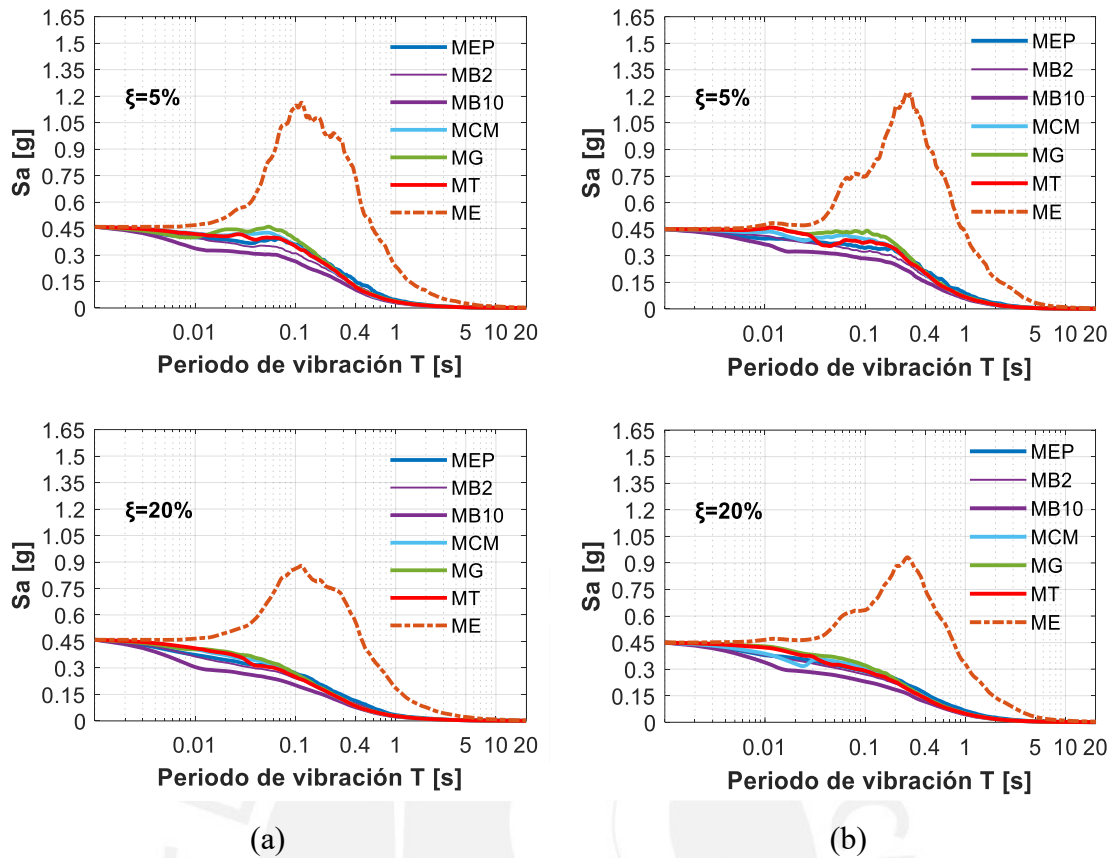 1.65
1.5
1.35
1.2
1.05
0.9
0.75
0.6
0.45
0.3
0.15
0
Sa [g]
ξ=5%
MEP
MB2
MB10
MCM
MG
MT
ME
0.01 0.1 0.4 1 5 20
Periodo de vibración T [s]
1.65
1.5
1.35
1.2
1.05
0.9
0.75
0.6
0.45
0.3
0.15
0
Sa [g]
ξ=5%
MEP
MB2
MB10
MCM
MG
MT
ME
0.01 0.1 0.4 1 5 10 20
Periodo de vibración T [s]
1.65
1.5
1.35
1.2
1.05
0.9
0.75
0.6
0.45
0.3
0.15
0
Sa [g]
ξ=20%
MEP
MB2
MB10
MCM
MG
MT
ME
0.01 0.1 0.4 1 5 10 20
Periodo de vibración T [s]
1.65
1.5
1.35
1.2
1.05
0.9
0.75
0.6
0.45
0.3
0.15
0
Sa [g]
ξ=20%
MEP
MB2
MB10
MCM
MG
MT
ME
0.01 0.1 0.4 1 5 10 20
Periodo de vibración T [s]
(a) (b)